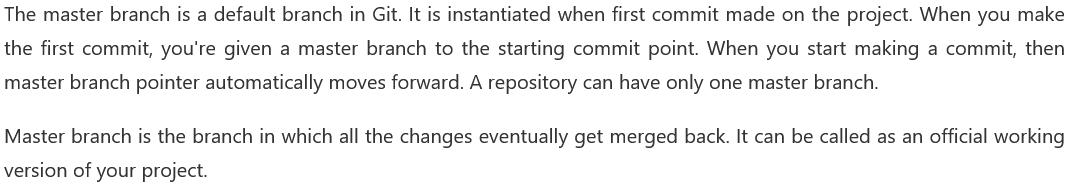 The master branch is a default branch in Git. It is instantiated when first commit made on the project. When you make
the first commit, you're given a master branch to the starting commit point. When you start making a commit, then
master branch pointer automatically moves forward. A repository can have only one master branch.
Master branch is the branch in which all the changes eventually get merged back. It can be called as an official working
version of your project.